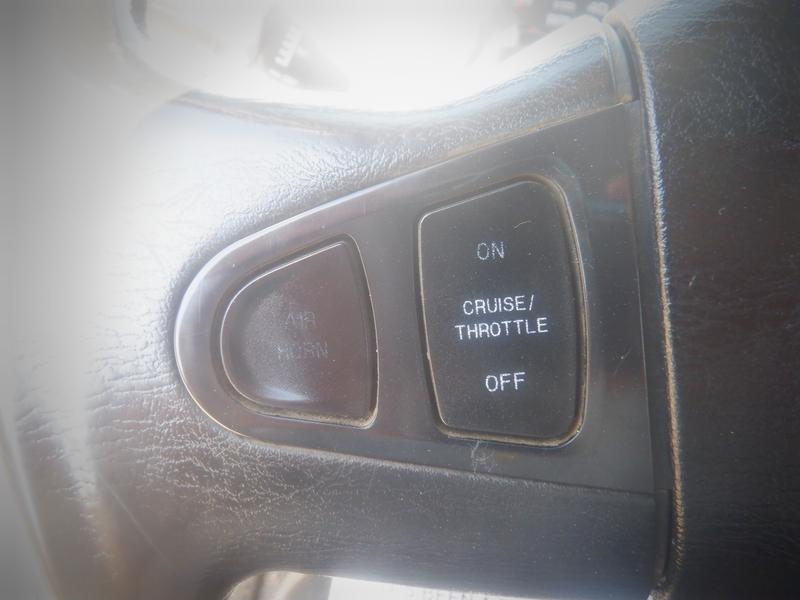 AIR
HORN
ON
CRUISE/
THROTTLE
OFF